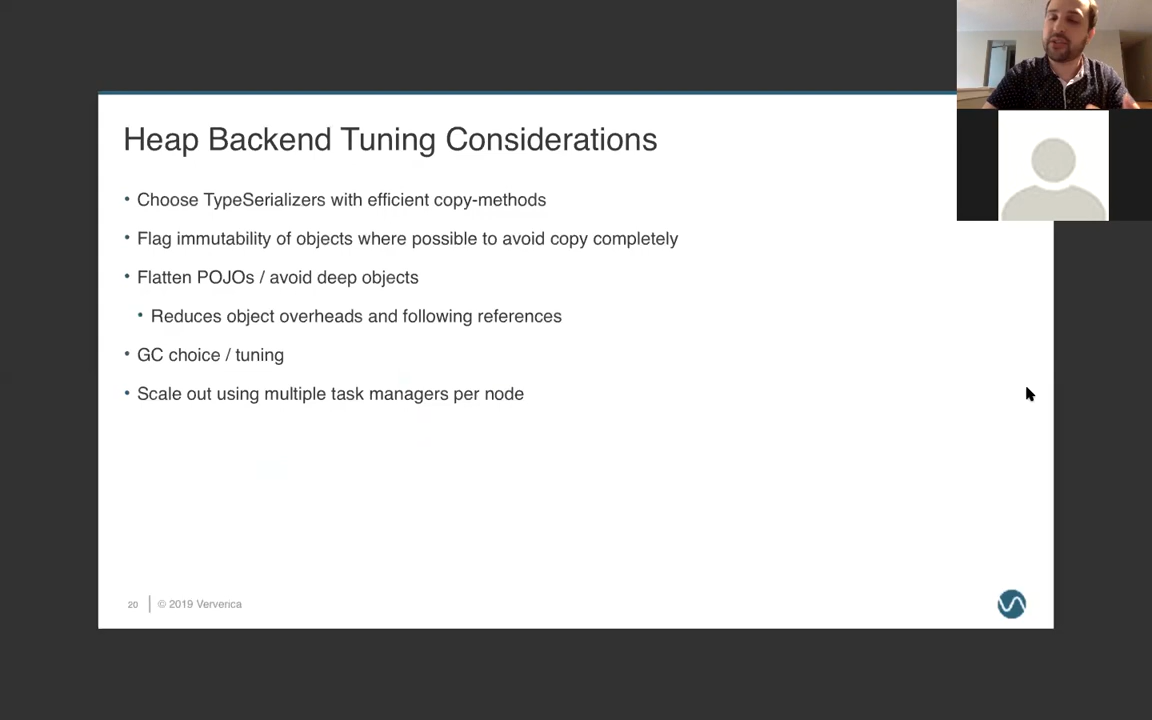 Heap Backend Tuning Considerations
• Choose TypeSerializers with efficient copy-methods
• Flag immutability of objects where possible to avoid copy completely
• Flatten POJOs / avoid deep objects
• Reduces object overheads and following references
• GC choice / tuning
• Scale out using multiple task managers per node
20 | © 2019 Ververica